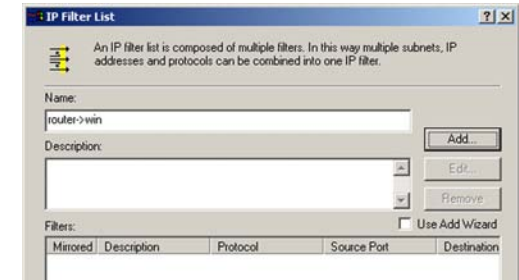 IP Filter List
An IP filter list is composed of multiple filters. In this way multiple subnets, IP
addresses and protocols can be combined into one IP filter.
Name:
router->win
Add...
Description:
Edit...
Remove
Filters:
Use Add Wizard
Mirrored Description Protocol Source Port Destination